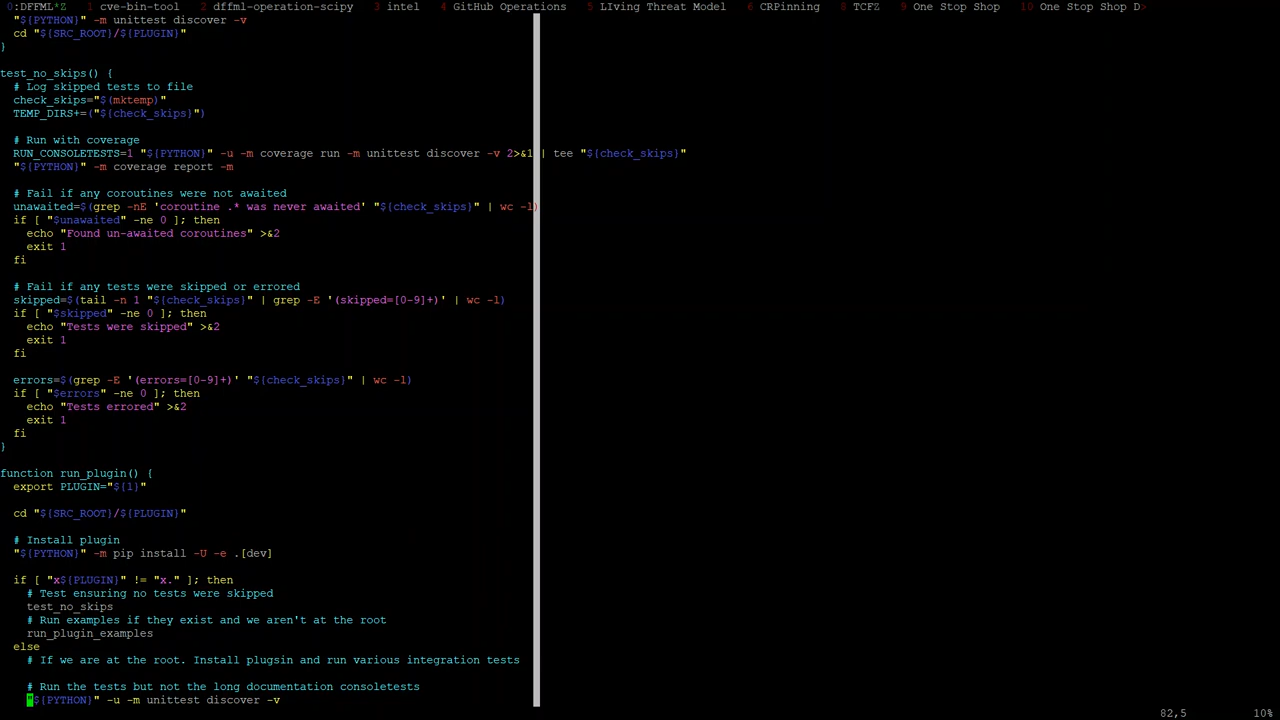 0:DFFML*Z  1 cve-bin-tool  2 dffml-operation-scipy  3 intel  4 GitHub Operations  5 LIving Threat Model  6 CRPinning  8 TCFZ  9 One Stop Shop  10 One Stop Shop D>
  "${PYTHON}" -m unittest discover -v
  cd "${SRC_ROOT}/${PLUGIN}"
}
test_no_skips() {
  # Log skipped tests to file
  check_skips="$(mktemp)"
  TEMP_DIRS+=("${check_skips}")
  # Run with coverage
  RUN_CONSOLETESTS=1 "${PYTHON}" -u -m coverage run -m unittest discover -v 2>&1 | tee "${check_skips}"
  "${PYTHON}" -m coverage report -m
  # Fail if any coroutines were not awaited
  unawaited=$(grep -nE 'coroutine .* was never awaited' "${check_skips}" | wc -l)
  if [ "$unawaited" -ne 0 ]; then
    echo "Found un-awaited coroutines" >&2
    exit 1
  fi
  # Fail if any tests were skipped or errored
  skipped=$(tail -n 1 "${check_skips}" | grep -E '(skipped=[0-9]+)' | wc -l)
  if [ "$skipped" -ne 0 ]; then
    echo "Tests were skipped" >&2
    exit 1
  fi
  errors=$(grep -E '(errors=[0-9]+)' "${check_skips}" | wc -l)
  if [ "$errors" -ne 0 ]; then
    echo "Tests errored" >&2
    exit 1
  fi
}
function run_plugin() {
  export PLUGIN="${1}"
  cd "${SRC_ROOT}/${PLUGIN}"
  # Install plugin
  "${PYTHON}" -m pip install -U -e .[dev]
  if [ "x${PLUGIN}" != "x." ]; then
    # Test ensuring no tests were skipped
    test_no_skips
    # Run examples if they exist and we aren't at the root
    run_plugin_examples
  else
    # If we are at the root. Install plugsin and run various integration tests
    # Run the tests but not the long documentation consoletests
    "${PYTHON}" -u -m unittest discover -v
82,5  10%